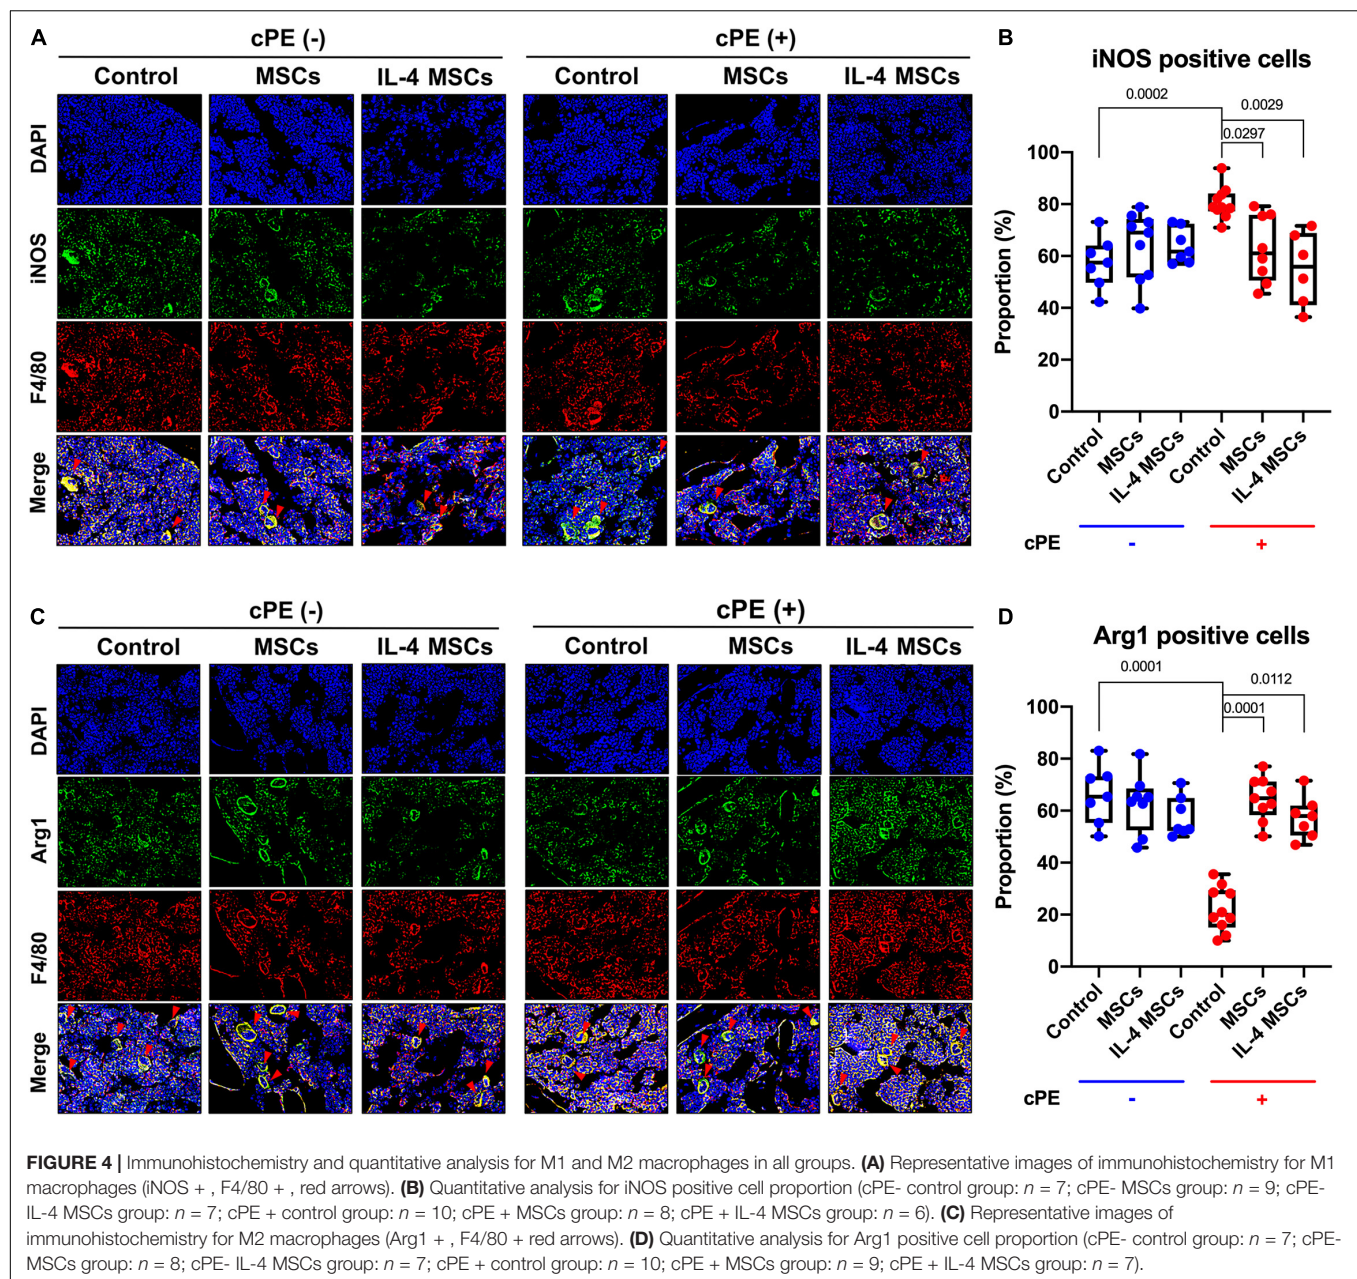 A
cPE (-)
cPE (+)
Control
MSCs
IL-4 MSCs
Control
MSCs
IL-4 MSCs
DAPI
iNOS
F4/80
Merge
B
iNOS positive cells
0.0002
0.0029
0.0297
Proportion (%)
100
80
60
40
20
0
Control
MSCs
IL-4 MSCs
Control
MSCs
IL-4 MSCs
cPE
-
+
C
cPE (-)
cPE (+)
Control
MSCs
IL-4 MSCs
Control
MSCs
IL-4 MSCs
DAPI
Arg1
F4/80
Merge
D
Arg1 positive cells
0.0001
0.0112
0.0001
Proportion (%)
100
80
60
40
20
0
Control
MSCs
IL-4 MSCs
Control
MSCs
IL-4 MSCs
cPE
-
+
FIGURE 4 | Immunohistochemistry and quantitative analysis for M1 and M2 macrophages in all groups. (A) Representative images of immunohistochemistry for M1
macrophages (iNOS + , F4/80 + , red arrows). (B) Quantitative analysis for iNOS positive cell proportion (cPE- control group: n = 7; cPE- MSCs group: n = 9; cPE-
IL-4 MSCs group: n = 7; cPE + control group: n = 10; cPE + MSCs group: n = 8; cPE + IL-4 MSCs group: n = 6). (C) Representative images of
immunohistochemistry for M2 macrophages (Arg1 + , F4/80 + red arrows). (D) Quantitative analysis for Arg1 positive cell proportion (cPE- control group: n = 7; cPE-
MSCs group: n = 8; cPE- IL-4 MSCs group: n = 7; cPE + control group: n = 10; cPE + MSCs group: n = 9; cPE + IL-4 MSCs group: n = 7).